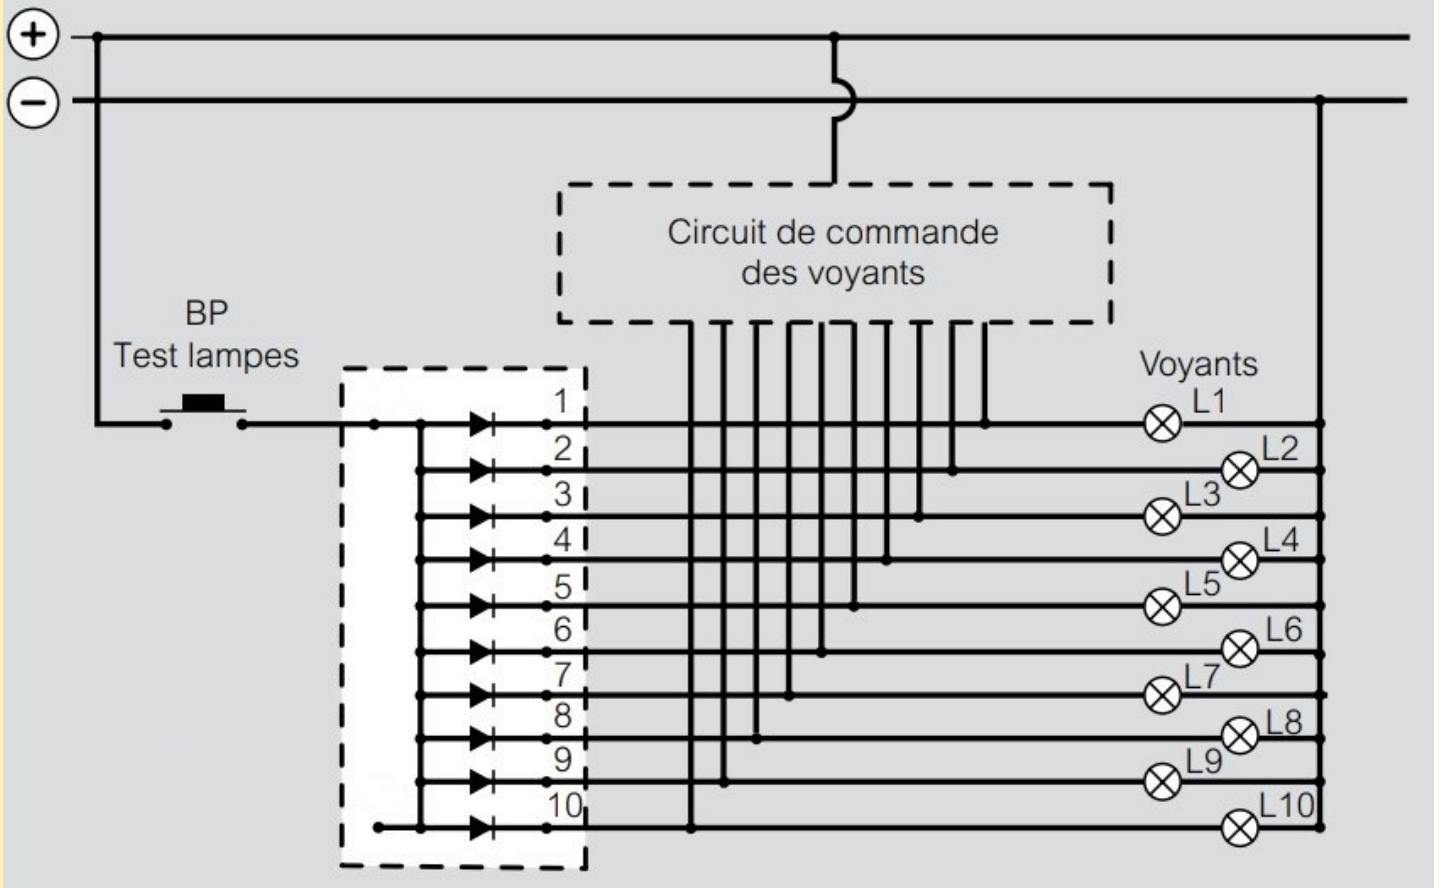 +
−
Circuit de commande
des voyants
BP
Test lampes
Voyants
1
L1
2
L2
3
L3
4
L4
5
L5
6
L6
7
L7
8
L8
9
L9
10
L10